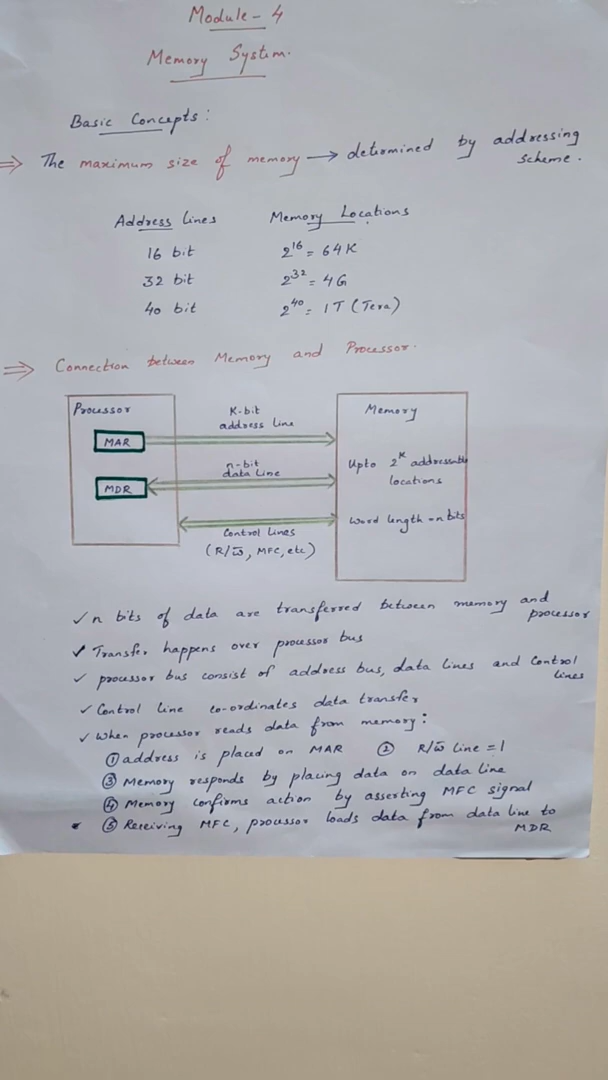 Module - 4
Memory System.
Basic Concepts :
⇒ The maximum size of memory → determined by addressing
scheme.
Address Lines Memory Locations
16 bit 2^16 = 64K
32 bit 2^32 = 4G
40 bit 2^40 = 1T (Tera)
⇒ Connection between Memory and Processor.
Processor
K-bit
address line
Memory
MAR
n-bit
data Line
Upto 2^K addressable
locations
MDR
Word length = n bits
Control Lines
(R/w̅, MFC, etc)
✓ n bits of data are transferred between memory and
processor
✓ Transfer happens over processor bus
✓ processor bus consist of address bus, data lines and control
lines
✓ Control line co-ordinates data transfer
✓ When processor reads data from memory :
① address is placed on MAR ② R/w̅ Line = 1
③ Memory responds by placing data on data line
④ Memory confirms action by asserting MFC signal
⑤ Receiving MFC, processor loads data from data line to
MDR